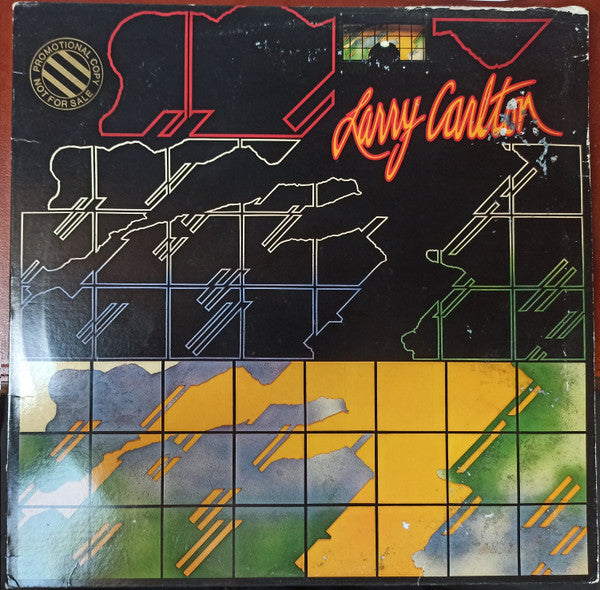 PROMOTIONAL COPY
NOT FOR SALE
Larry Carlton